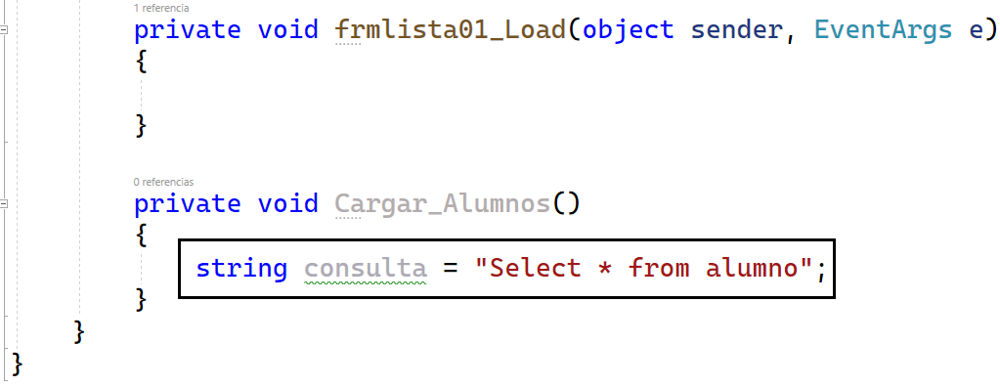 1 referencia
private void frmlista01_Load(object sender, EventArgs e)
{
}
0 referencias
private void Cargar_Alumnos()
{
string consulta = "Select * from alumno";
}
}
}